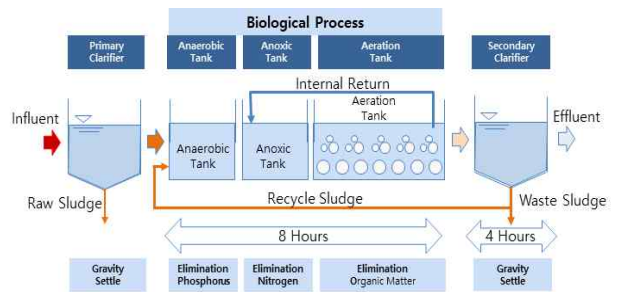 Biological Process
Primary
Clarifier
Anaerobic
Tank
Anoxic
Tank
Aeration
Tank
Secondary
Clarifier
Internal Return
Aeration
Tank
Influent
Effluent
Anaerobic
Tank
Anoxic
Tank
Raw Sludge
Recycle Sludge
Waste Sludge
8 Hours
4 Hours
Gravity
Settle
Elimination
Phosphorus
Elimination
Nitrogen
Elimination
Organic Matter
Gravity
Settle